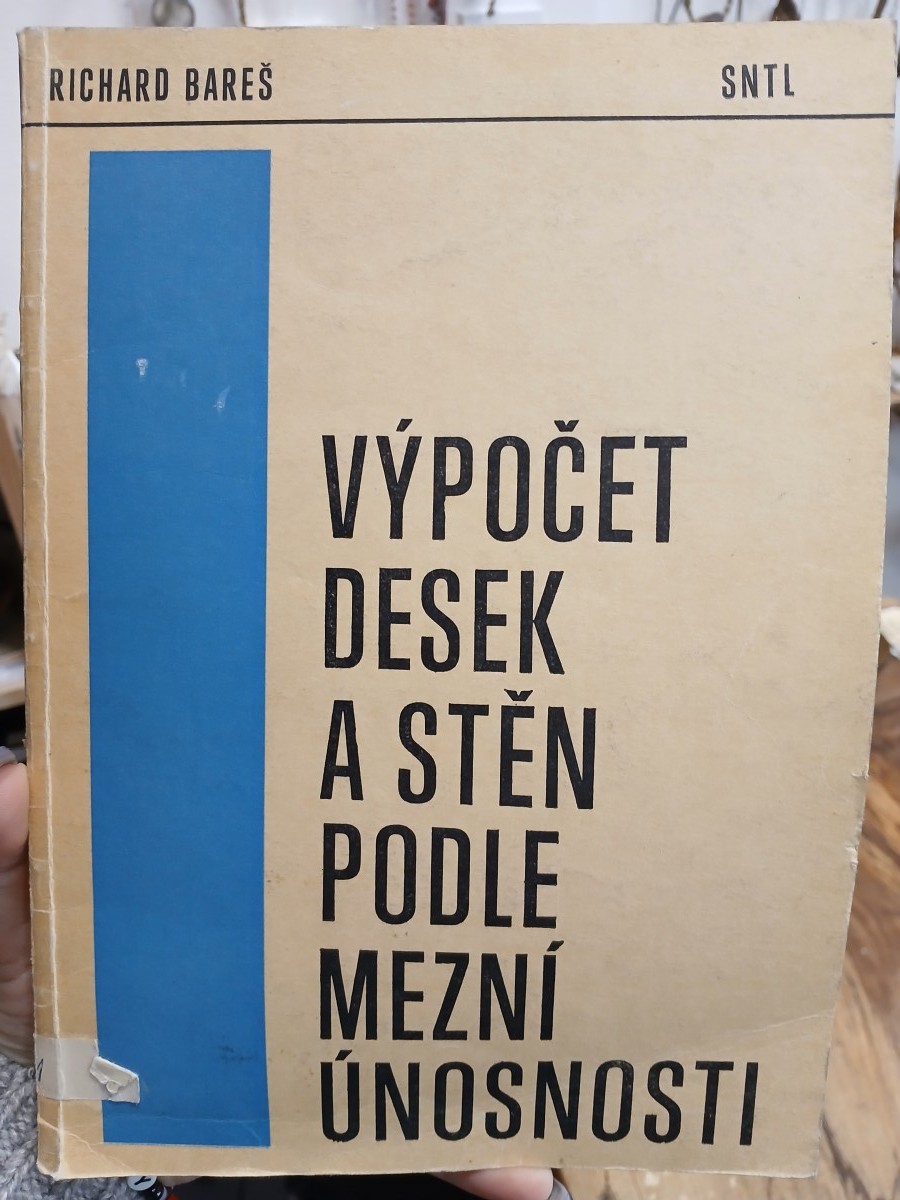 RICHARD BAREŠ
SNTL
VÝPOČET
DESEK
A STĚN
PODLE
MEZNÍ
ÚNOSNOSTI